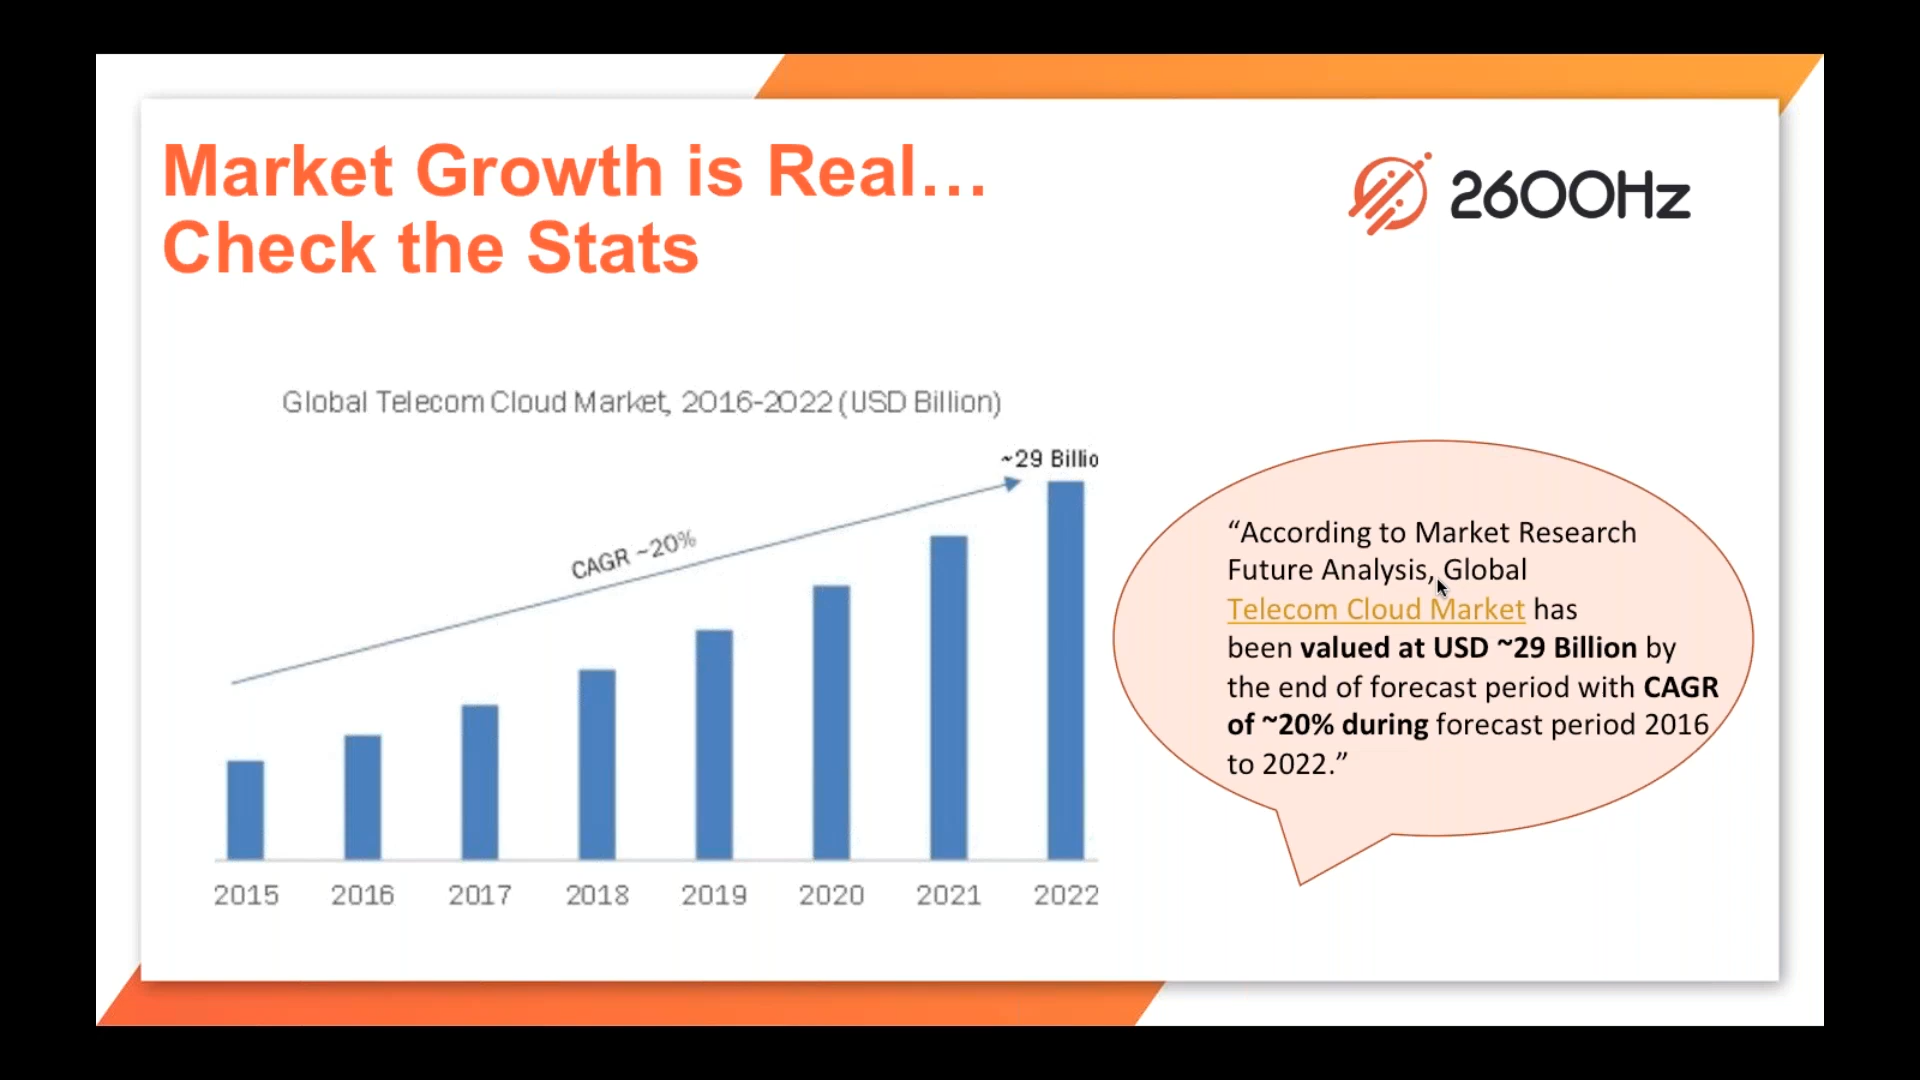 Market Growth is Real...
Check the Stats
2600Hz
Global Telecom Cloud Market, 2016-2022 (USD Billion)
~29 Billio
CAGR ~20%
2015 2016 2017 2018 2019 2020 2021 2022
“According to Market Research
Future Analysis, Global
Telecom Cloud Market has
been valued at USD ~29 Billion by
the end of forecast period with CAGR
of ~20% during forecast period 2016
to 2022.”